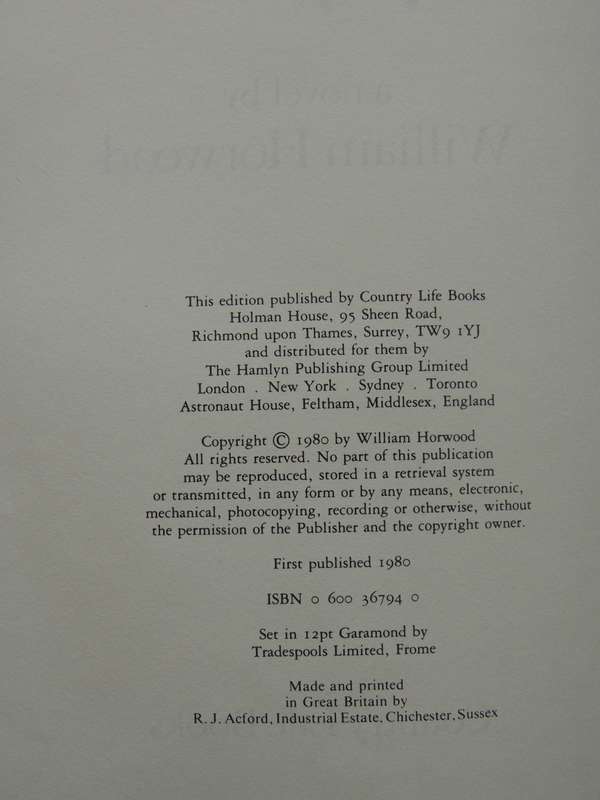 This edition published by Country Life Books
Holman House, 95 Sheen Road,
Richmond upon Thames, Surrey, TW9 1YJ
and distributed for them by
The Hamlyn Publishing Group Limited
London . New York . Sydney . Toronto
Astronaut House, Feltham, Middlesex, England
Copyright © 1980 by William Horwood
All rights reserved. No part of this publication
may be reproduced, stored in a retrieval system
or transmitted, in any form or by any means, electronic,
mechanical, photocopying, recording or otherwise, without
the permission of the Publisher and the copyright owner.
First published 1980
ISBN 0 600 36794 0
Set in 12pt Garamond by
Tradespools Limited, Frome
Made and printed
in Great Britain by
R. J. Acford, Industrial Estate, Chichester, Sussex